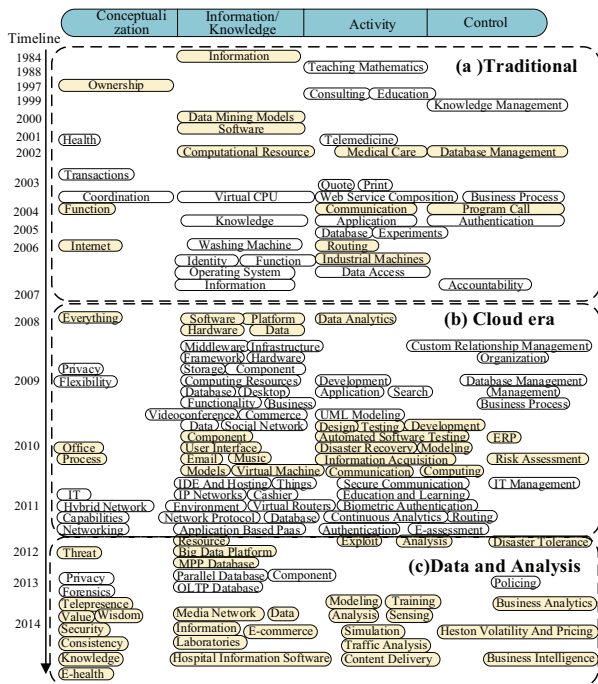 Conceptuali Information/ Activity Control
zation Knowledge
Timeline
1984 Information
1988 Teaching Mathematics (a )Traditional
1997 Ownership
Consulting Education
1999 Knowledge Management
2000 Data Mining Models
Software
2001 Health Telemedicine
2002 Computational Resource Medical Care Database Management
Transactions
2003 Quote Print
Coordination Virtual CPU Web Service Composition Business Process
2004 Function Communication Program Call
Knowledge Application Authentication
2005 Database Experiments
2006 Internet Washing Machine Routing
Identity Function Industrial Machines
Operating System Data Access
Information Accountability
2007
2008 Everything Software Platform Data Analytics (b) Cloud era
Hardware Data
Middleware Infrastructure Custom Relationship Management
Framework Hardware Organization
Privacy Storage Component
2009 Flexibility Computing Resources Development Database Management
Database Desktop Application Search Management
Functionality Business Business Process
Videoconference Commerce UML Modeling
Data Social Network Design Testing Development
Component Automated Software Testing ERP
2010 Office User Interface Disaster Recovery Modeling
Process Email Music Information Acquisition Risk Assessment
Models Virtual Machine Communication Computing
IDE And Hosting Things Secure Communication IT Management
IT IP Networks Cashier Education and Learning
2011 Hybrid Network Environment Virtual Routers Biometric Authentication
Capabilities Network Protocol Database Continuous Analytics Routing
Networking Application Based Paas Authentication E-assessment
Resource Exploit Analysis Disaster Tolerance
2012 Threat Big Data Platform
MPP Database (c)Data and Analysis
Privacy Parallel Database Component Policing
2013 Forensics OLTP Database
Telepresence Modeling Training Business Analytics
Value Wisdom Media Network Data Analysis Sensing
2014 Security Information E-commerce Simulation Heston Volatility And Pricing
Consistency Laboratories Traffic Analysis
Knowledge Hospital Information Software Content Delivery Business Intelligence
E-health